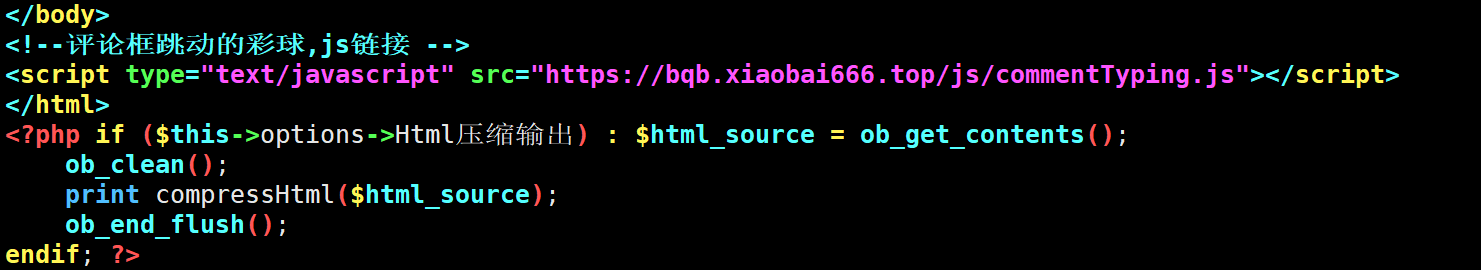 </body>
<!--评论框跳动的彩球,js链接 -->
<script type="text/javascript" src="https://bqb.xiaobai666.top/js/commentTyping.js"></script>
</html>
<?php if ($this->options->Html压缩输出) : $html_source = ob_get_contents();
    ob_clean();
    print compressHtml($html_source);
    ob_end_flush();
endif; ?>